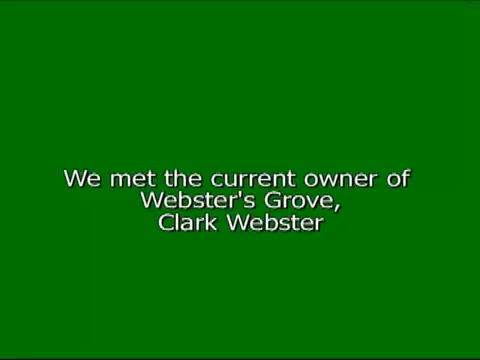 We met the current owner of
Webster's Grove,
Clark Webster